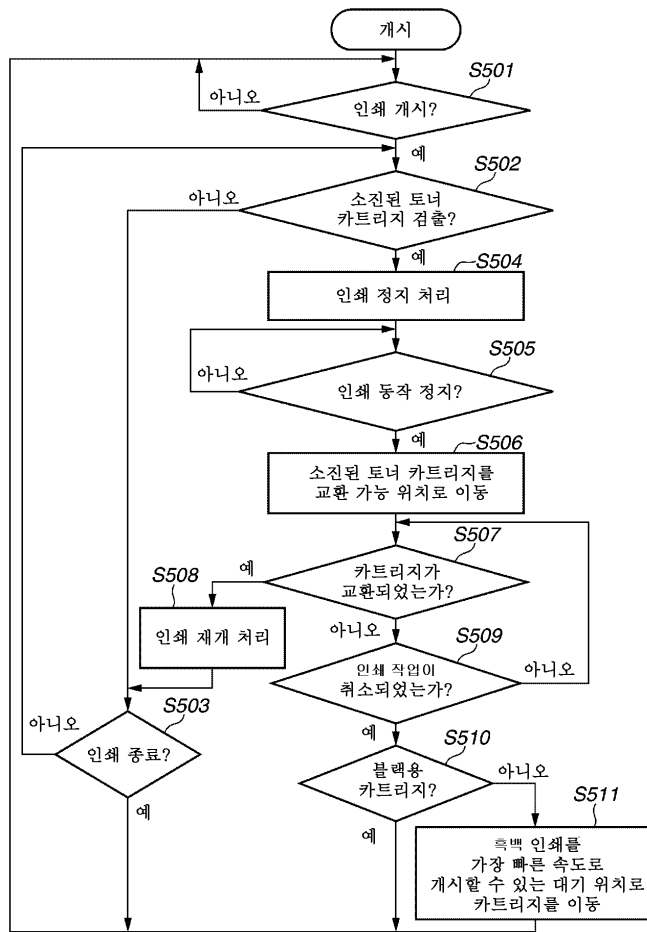 개시
S501
아니오
인쇄 개시?
예
S502
아니오
소진된 토너
카트리지 검출?
예
S504
인쇄 정지 처리
S505
아니오
인쇄 동작 정지?
예
S506
소진된 토너 카트리지를
교환 가능 위치로 이동
S507
예
카트리지가
교환되었는가?
S508
인쇄 재개 처리
아니오
S509
인쇄 작업이
취소되었는가?
아니오
S503
아니오
인쇄 종료?
예
예
S510
블랙용
카트리지?
아니오
예
S511
흑백 인쇄를
가장 빠른 속도로
개시할 수 있는 대기 위치로
카트리지를 이동